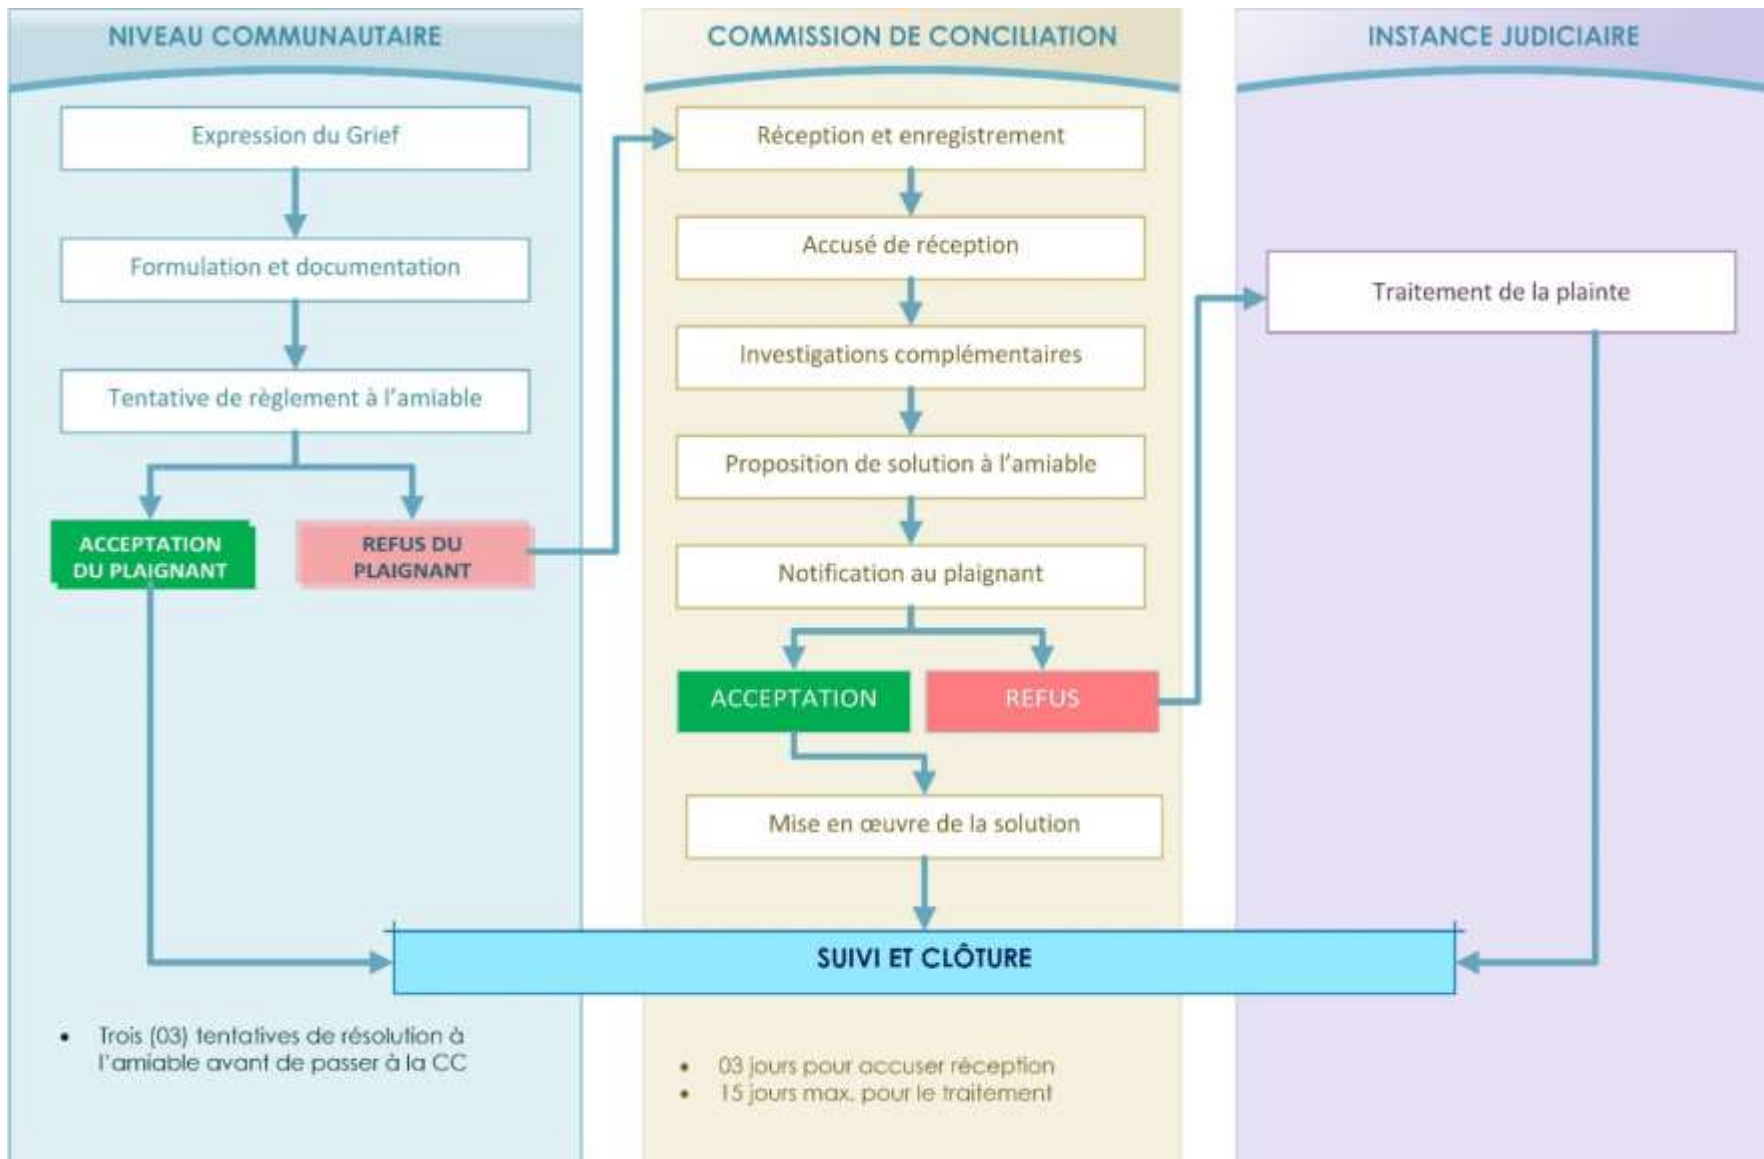 NIVEAU COMMUNAUTAIRE
Expression du Grief
Formulation et documentation
Tentative de règlement à l'amiable
ACCEPTATION
DU PLAIGNANT
REFUS DU
PLAIGNANT
• Trois (03) tentatives de résolution à
l'amiable avant de passer à la CC
COMMISSION DE CONCILIATION
Réception et enregistrement
Accusé de réception
Investigations complémentaires
Proposition de solution à l'amiable
Notification au plaignant
ACCEPTATION
REFUS
Mise en œuvre de la solution
SUIVI ET CLÔTURE
• 03 jours pour accuser réception
• 15 jours max. pour le traitement
INSTANCE JUDICIAIRE
Traitement de la plainte